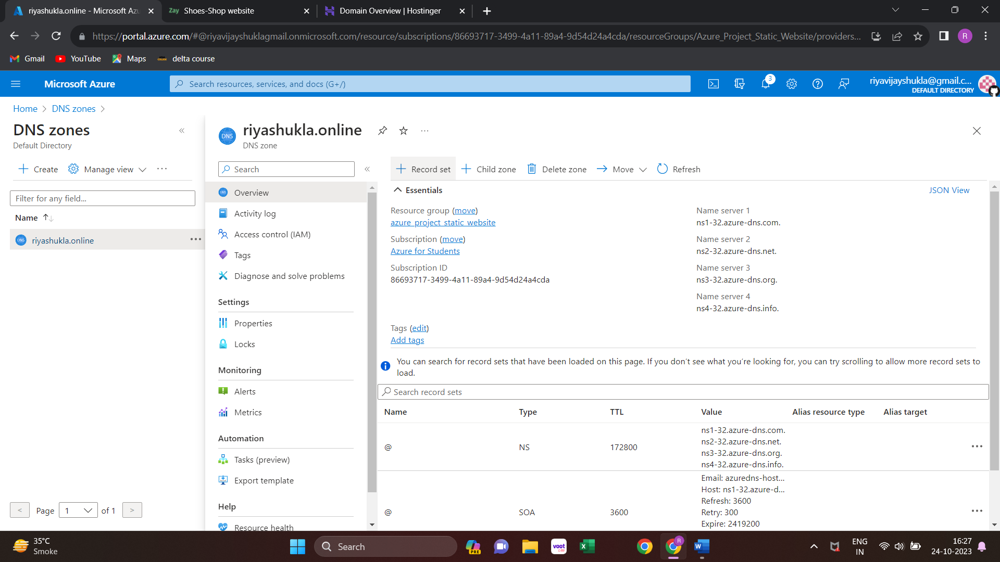 riyashukla.online - Microsoft Azu
Zay Shoes-Shop website
Domain Overview | Hostinger
https://portal.azure.com/#@riyavijayshuklagmail.onmicrosoft.com/resource/subscriptions/86693717-3499-4a11-89a4-9d54d24a4cda/resourceGroups/Azure_Project_Static_Website/providers...
R
Gmail
YouTube
Maps
delta course
Microsoft Azure
Search resources, services, and docs (G+/)
3
riyavijayshukla@gmail.c...
DEFAULT DIRECTORY
Home > DNS zones >
DNS zones
Default Directory
Create
Manage view
Filter for any field...
Name
DNS riyashukla.online
Page 1 of 1
DNS
riyashukla.online
DNS zone
Search
Overview
Activity log
Access control (IAM)
Tags
Diagnose and solve problems
Settings
Properties
Locks
Monitoring
Alerts
Metrics
Automation
Tasks (preview)
Export template
Help
Resource health
Record set
Child zone
Delete zone
Move
Refresh
Essentials
JSON View
Resource group (move)
azure_project_static_website
Subscription (move)
Azure for Students
Subscription ID
86693717-3499-4a11-89a4-9d54d24a4cda
Name server 1
ns1-32.azure-dns.com.
Name server 2
ns2-32.azure-dns.net.
Name server 3
ns3-32.azure-dns.org.
Name server 4
ns4-32.azure-dns.info.
Tags (edit)
Add tags
You can search for record sets that have been loaded on this page. If you don't see what you're looking for, you can try scrolling to allow more record sets to
load.
Search record sets
Name Type TTL Value Alias resource type Alias target
@ NS 172800
ns1-32.azure-dns.com.
ns2-32.azure-dns.net.
ns3-32.azure-dns.org.
ns4-32.azure-dns.info.
@ SOA 3600
Email: azuredns-host...
Host: ns1-32.azure-d...
Refresh: 3600
Retry: 300
Expire: 2419200
35°C
Smoke
Search
PRE
voot
R
ENG
IN
16:27
24-10-2023